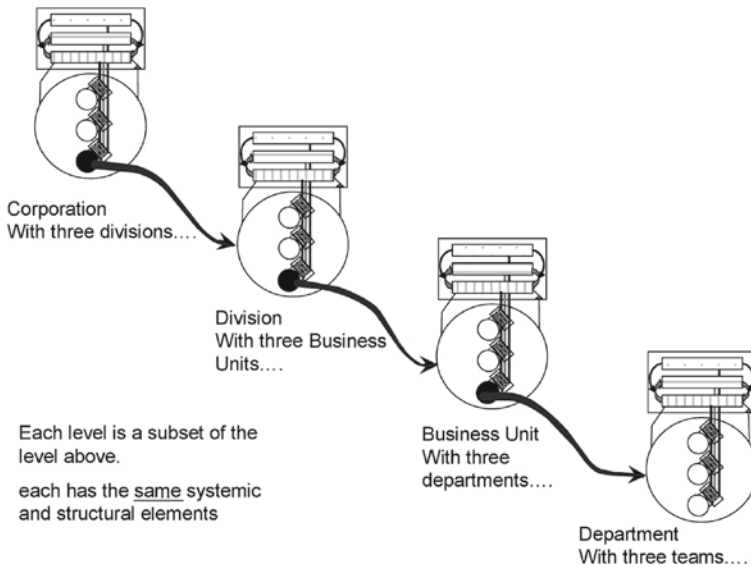 Corporation
With three divisions....
Division
With three Business
Units....
Business Unit
With three
departments....
Department
With three teams....
Each level is a subset of the
level above.
each has the same systemic
and structural elements